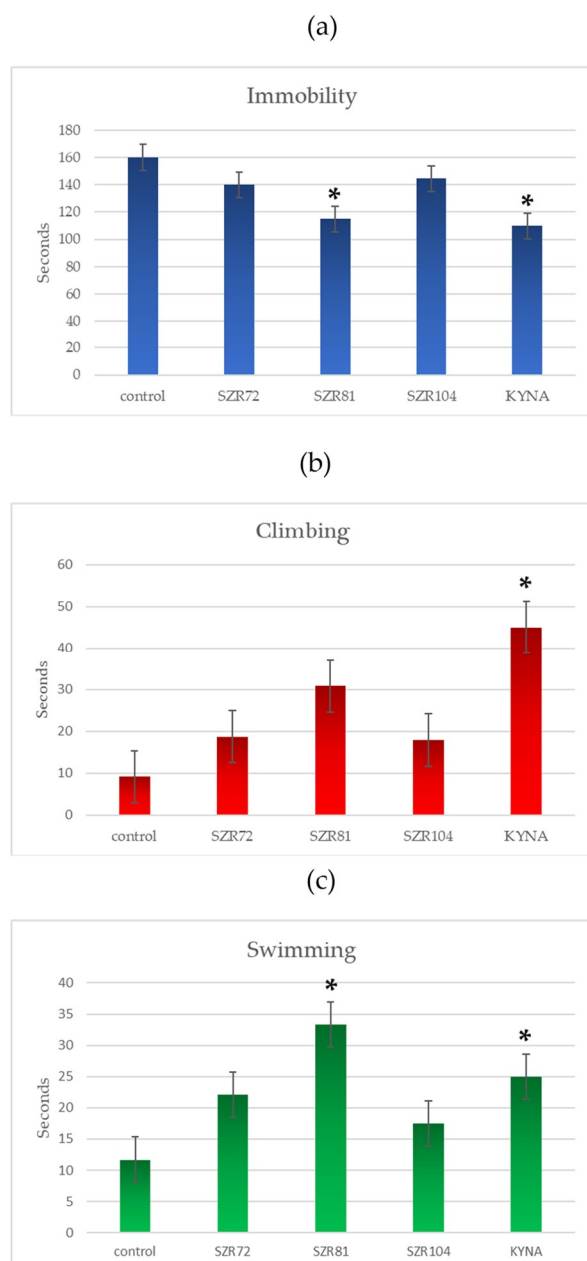 (a)
Immobility
180
160
140
120
100
80
60
40
20
0
Seconds
*
*
control SZR72 SZR81 SZR104 KYNA
(b)
Climbing
60
50
40
30
20
10
0
Seconds
*
control SZR72 SZR81 SZR104 KYNA
(c)
Swimming
40
35
30
25
20
15
10
5
0
Seconds
*
*
control SZR72 SZR81 SZR104 KYNA